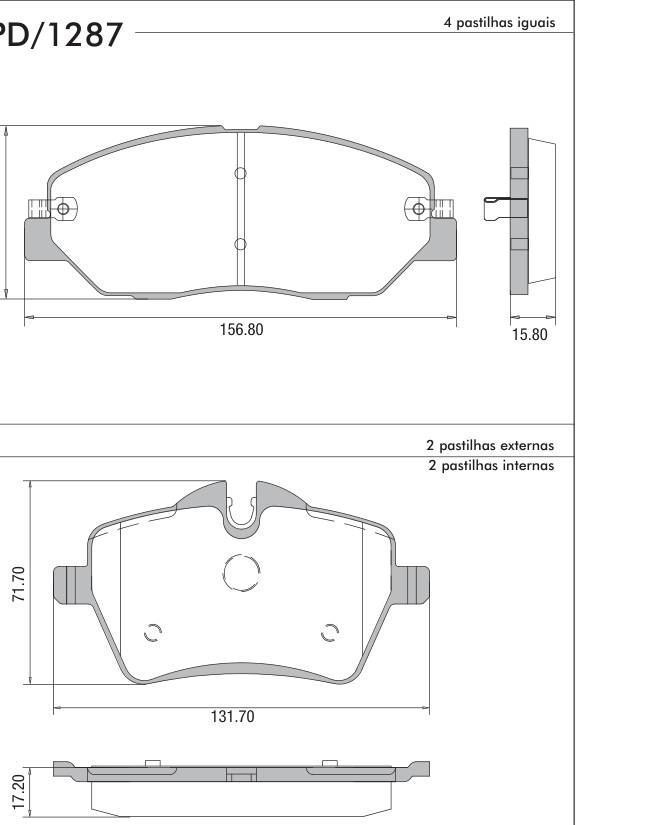 PD/1287
4 pastilhas iguais
156.80
15.80
2 pastilhas externas
2 pastilhas internas
71.70
131.70
17.20